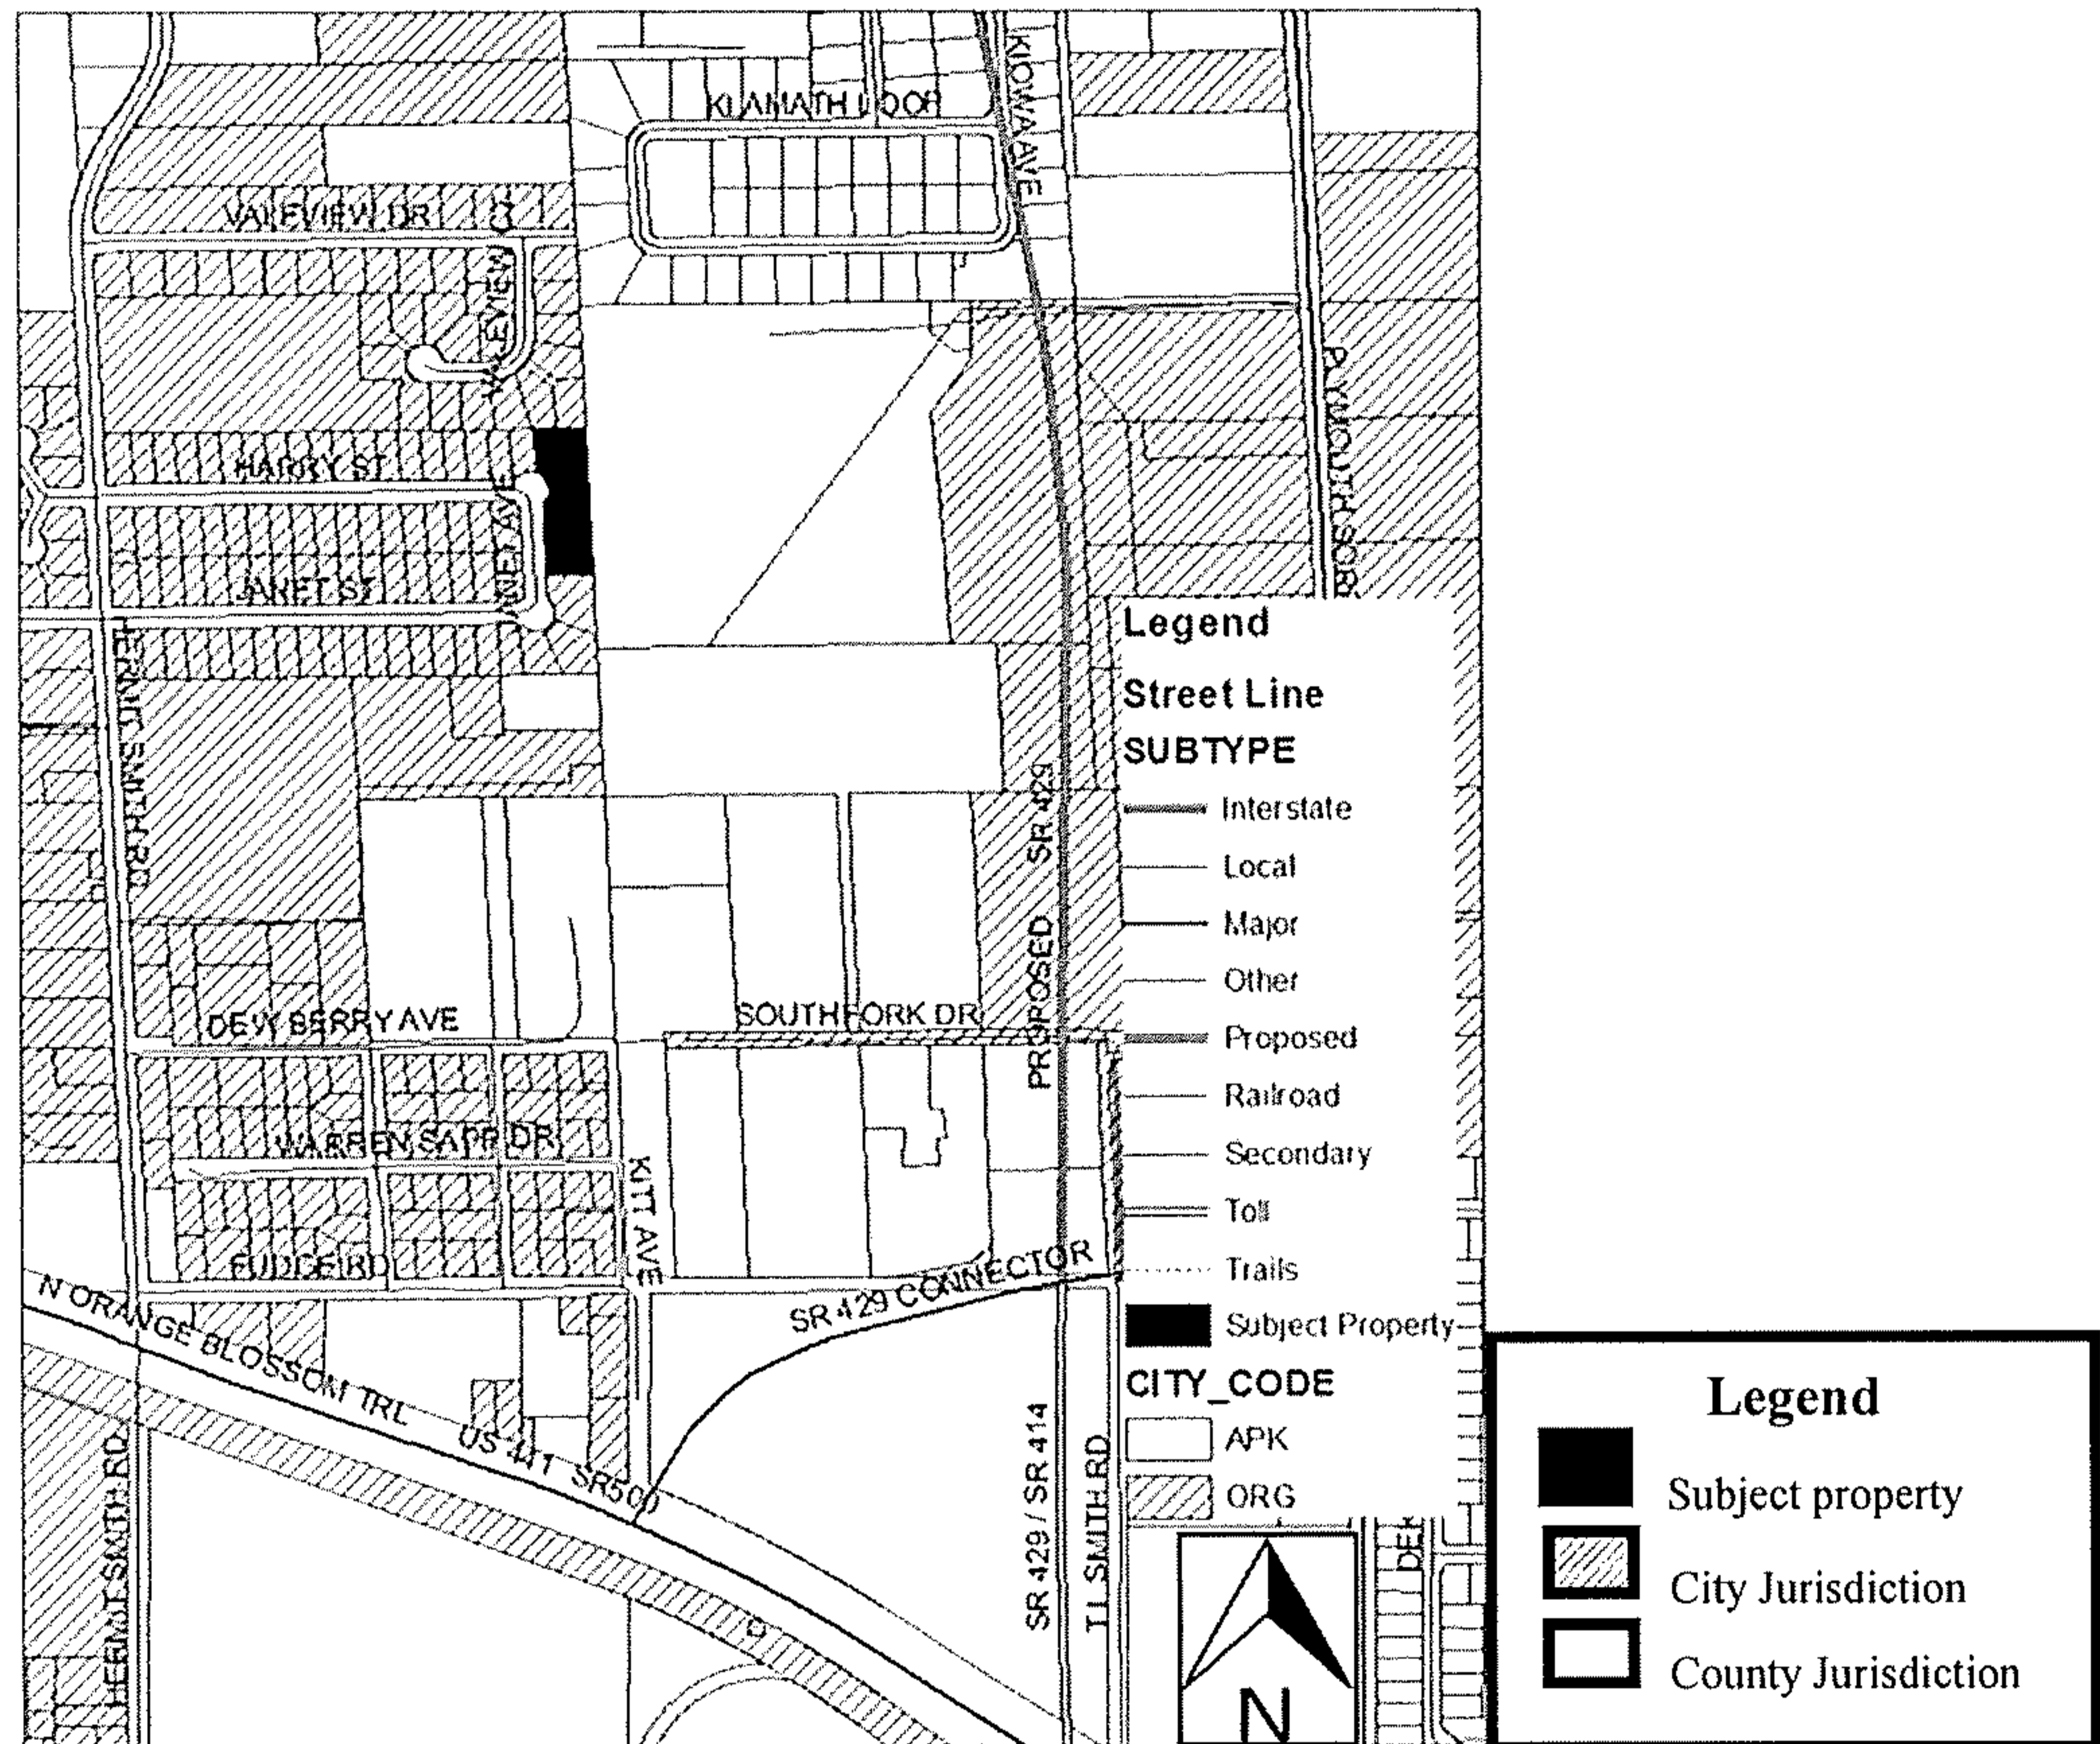 KLAMATH LOOP
KIOWA AVE
VALEVIEW DR
VALEVIEW CT
HARRY ST
JANET AVE
JANET ST
HERMIT SMITH RD
PLYMOUTH SOR
PROPOSED SR 429
DEW BERRY AVE
SOUTHFORK DR
WARREN SAPP DR
KITT AVE
FUDGE RD
SR 429 CONNECTOR
N ORANGE BLOSSOM TRL
US 441 SR500
HERMIT SMITH RD
SR 429 / SR 414
T L SMITH RD
Legend
Street Line
SUBTYPE
Interstate
Local
Major
Other
Proposed
Railroad
Secondary
Toll
Trails
Subject Property
CITY_CODE
APK
ORG
N
Legend
Subject property
City Jurisdiction
County Jurisdiction